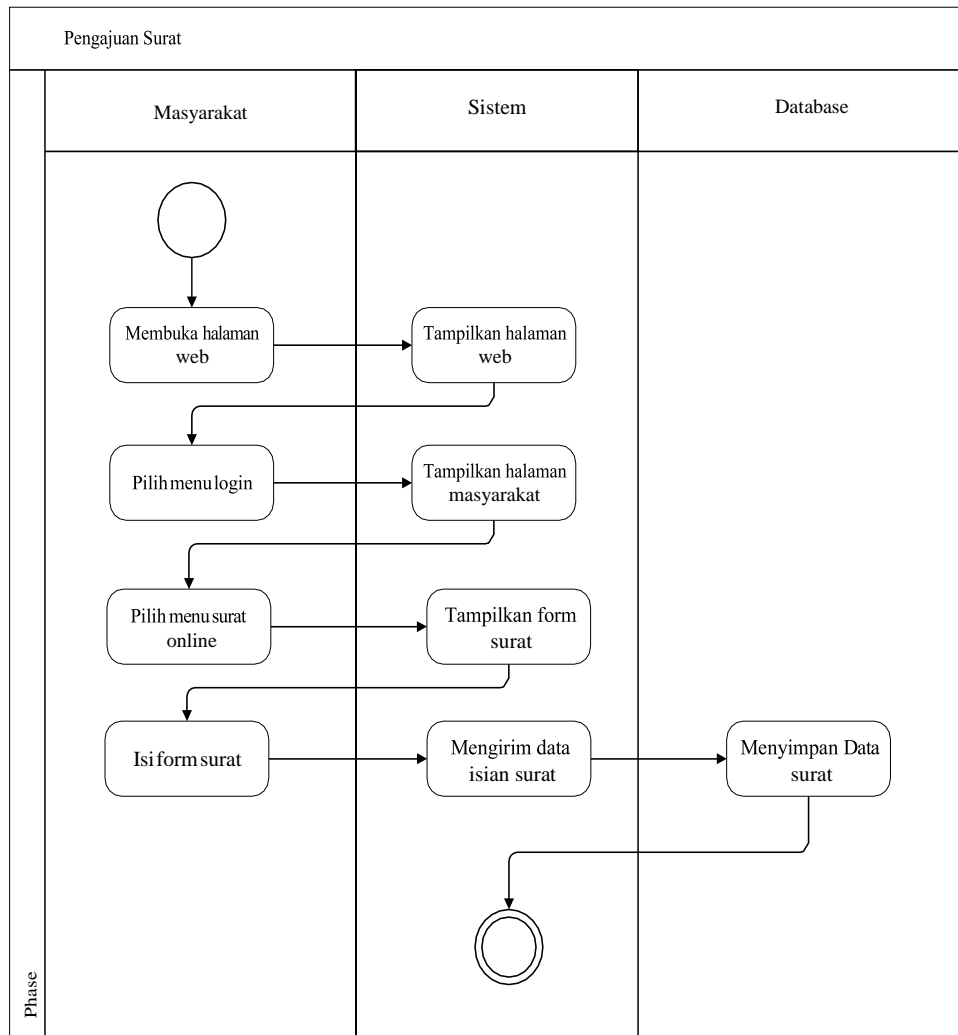 Pengajuan Surat
Masyarakat
Sistem
Database
Membuka halaman
web
Tampilkan halaman
web
Pilih menu login
Tampilkan halaman
masyarakat
Pilih menu surat
online
Tampilkan form
surat
Isi form surat
Mengirim data
isian surat
Menyimpan Data
surat
Phase